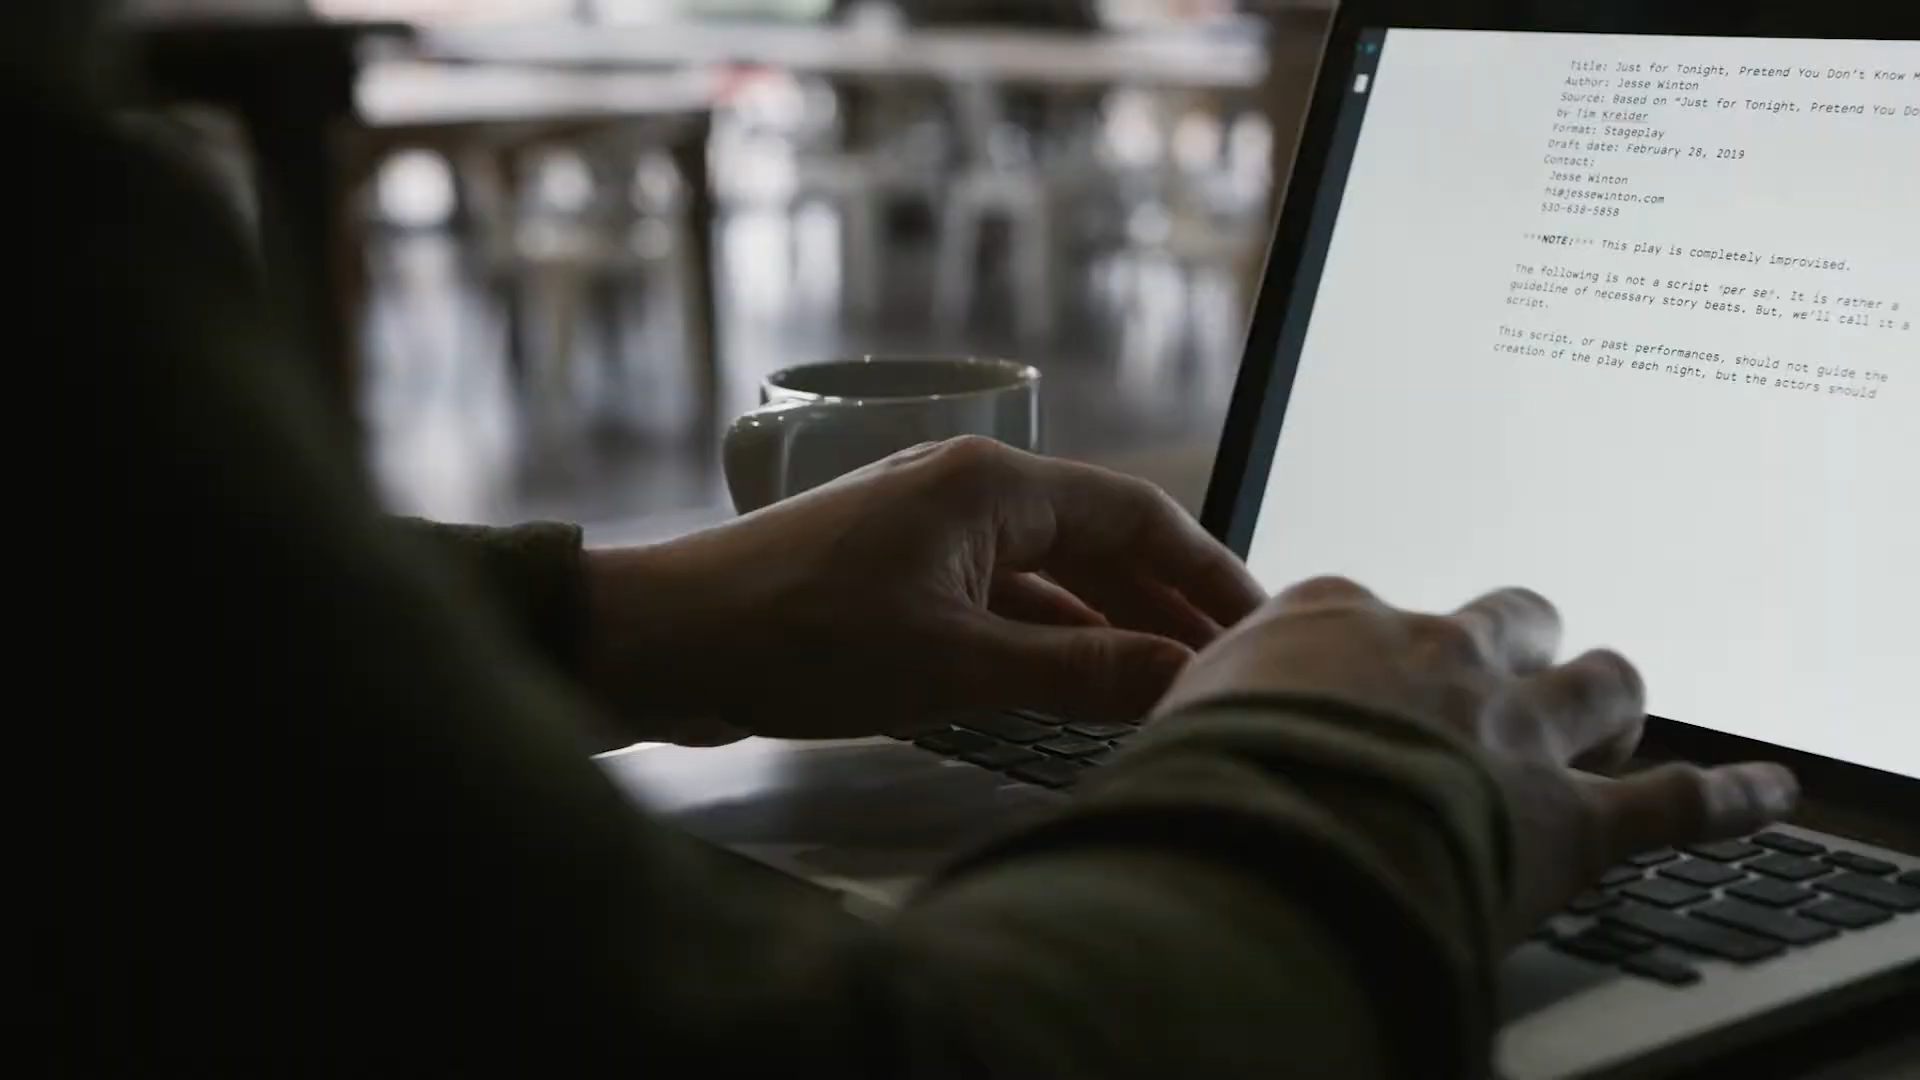 Title: Just for Tonight, Pretend You Don't Know
Author: Jesse Winton
Source: Based on "Just for Tonight, Pretend You
by Tim Kreider
Format: Stageplay
Draft date: February 28, 2019
Contact:
Jesse Winton
hi@jessewinton.com
530-638-5858
***NOTE:*** This play is completely improvised.
The following is not a script *per se*. It is rather a
guideline of necessary story beats. But, we'll call it a
script.
This script, or past performances, should not guide the
creation of the play each night, but the actors should